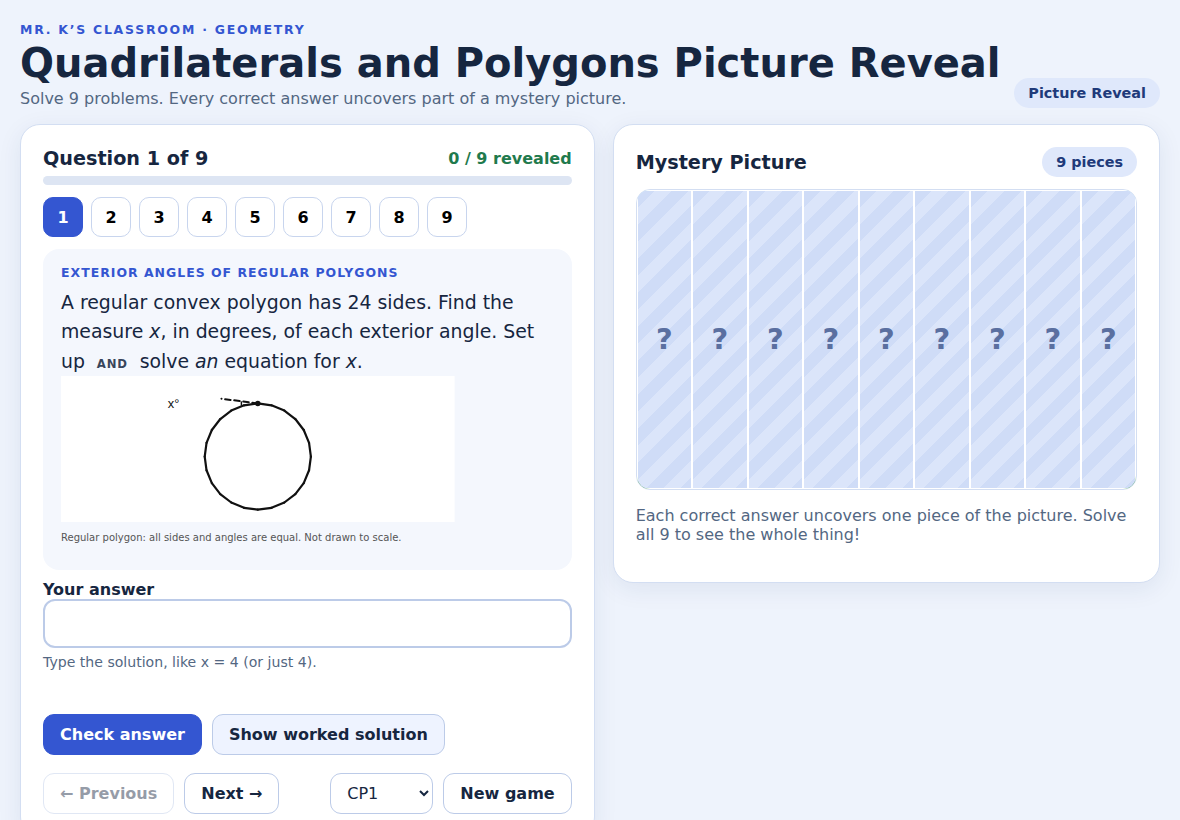 MR. K’S CLASSROOM · GEOMETRY
Quadrilaterals and Polygons Picture Reveal
Solve 9 problems. Every correct answer uncovers part of a mystery picture.
Picture Reveal
Question 1 of 9
0 / 9 revealed
1 2 3 4 5 6 7 8 9
EXTERIOR ANGLES OF REGULAR POLYGONS
A regular convex polygon has 24 sides. Find the
measure x, in degrees, of each exterior angle. Set
up AND solve an equation for x.
x°
Regular polygon: all sides and angles are equal. Not drawn to scale.
Your answer
Type the solution, like x = 4 (or just 4).
Check answer
Show worked solution
← Previous
Next →
CP1
New game
Mystery Picture
9 pieces
? ? ? ? ? ? ? ? ?
Each correct answer uncovers one piece of the picture. Solve
all 9 to see the whole thing!